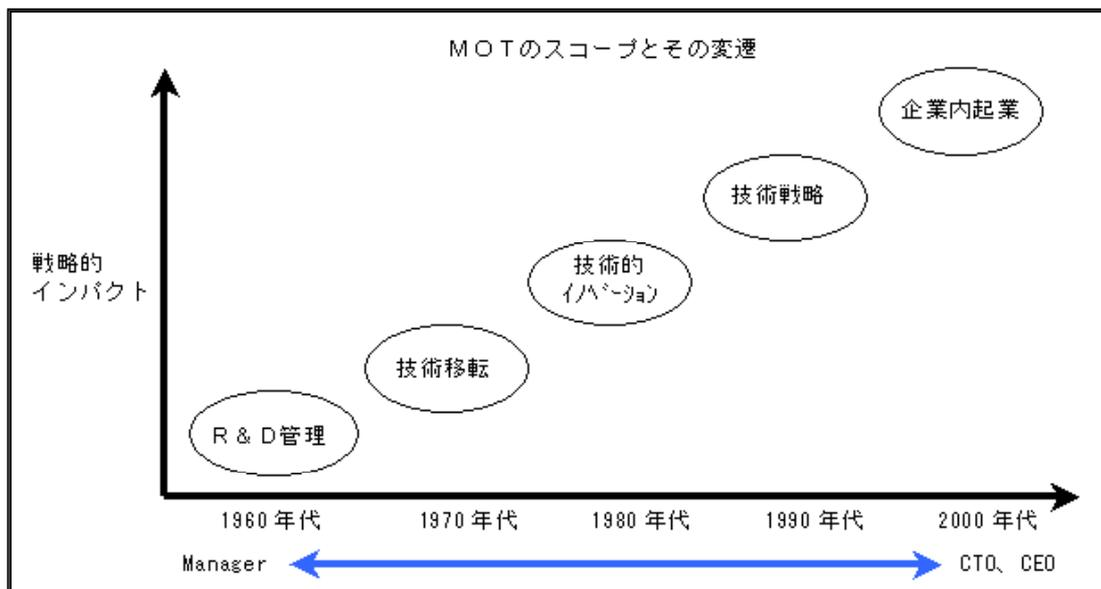 MOTのスコープとその変遷
企業内起業
技術戦略
戦略的
インパクト
技術的
イノベーション
技術移転
R&D管理
1960年代
1970年代
1980年代
1990年代
2000年代
Manager
CTO、CEO